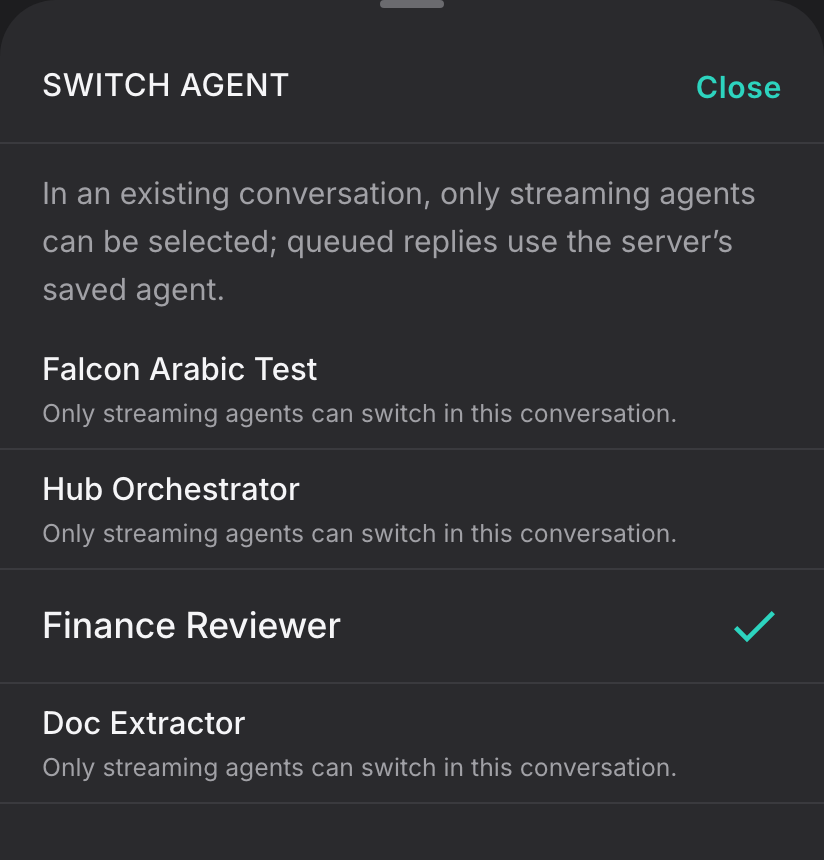 SWITCH AGENT
Close
In an existing conversation, only streaming agents
can be selected; queued replies use the server’s
saved agent.
Falcon Arabic Test
Only streaming agents can switch in this conversation.
Hub Orchestrator
Only streaming agents can switch in this conversation.
Finance Reviewer
Doc Extractor
Only streaming agents can switch in this conversation.